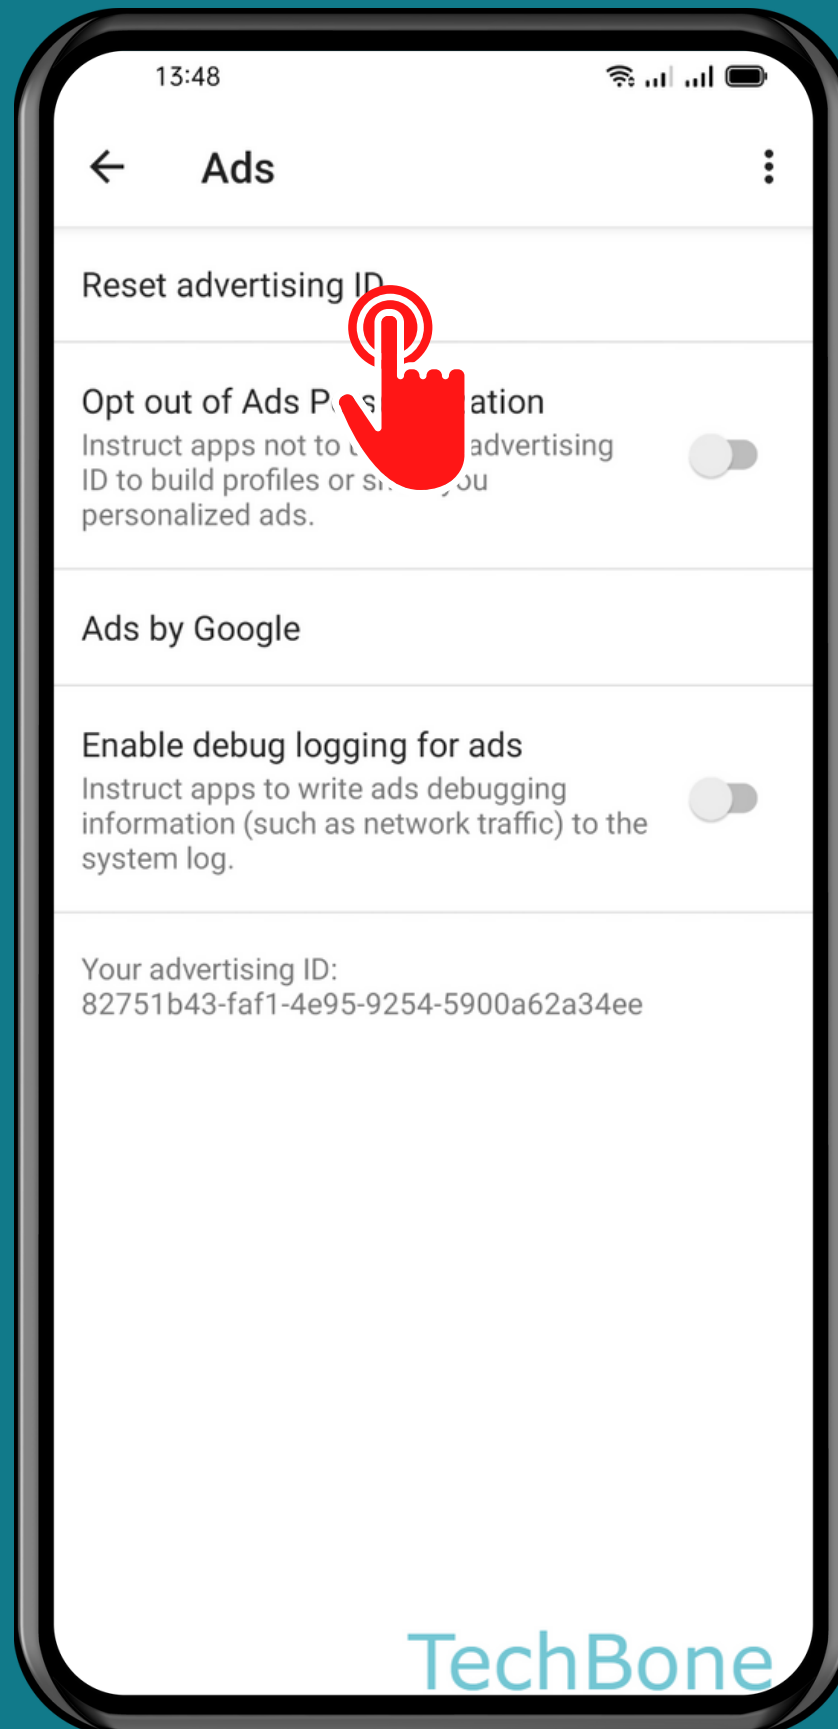 13:48
Ads
Reset advertising ID
Opt out of Ads
Instruct apps not to advertising
ID to build profiles or
personalized ads.
Ads by Google
Enable debug logging for ads
Instruct apps to write ads debugging
information (such as network traffic) to the
system log.
Your advertising ID:
82751b43-faf1-4e95-9254-5900a62a34ee
TechBone